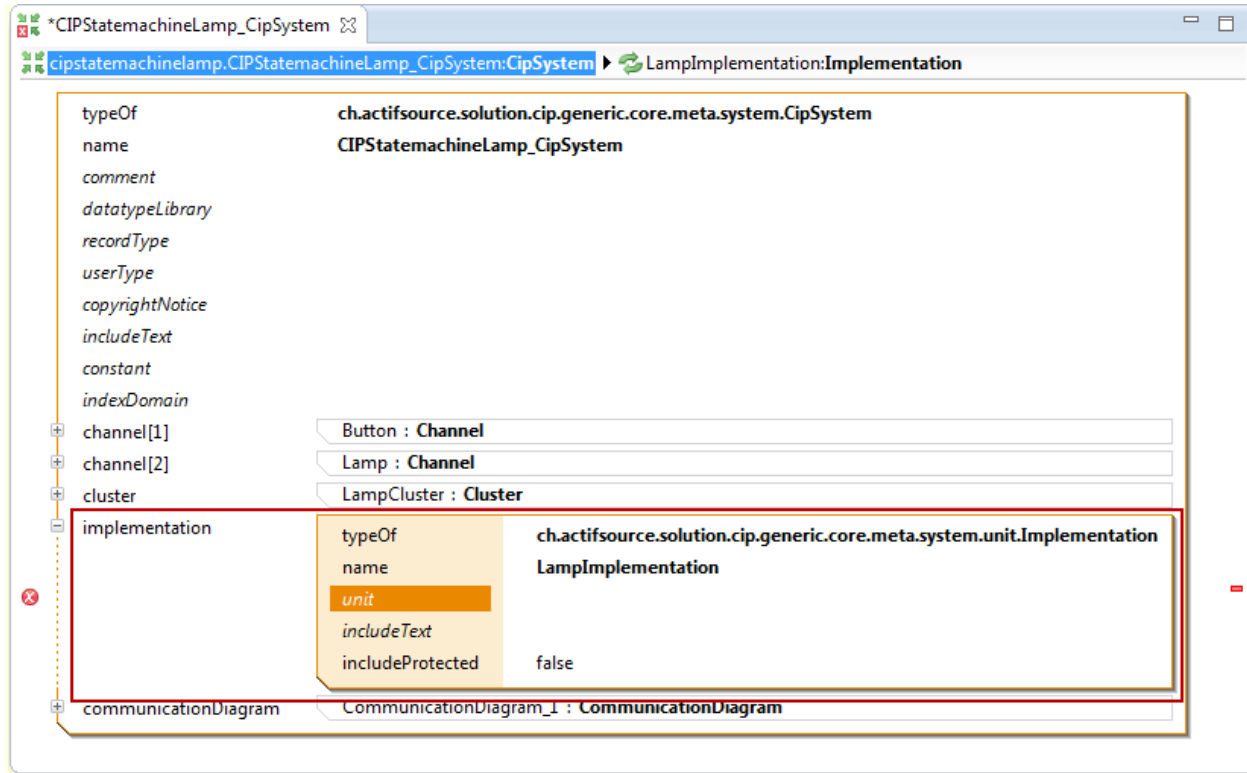 *CIPStatemachineLamp_CipSystem
cipstatemachinelamp.CIPStatemachineLamp_CipSystem:CipSystem LampImplementation:Implementation
typeOf ch.actifsource.solution.cip.generic.core.meta.system.CipSystem
name CIPStatemachineLamp_CipSystem
comment
datatypeLibrary
recordType
userType
copyrightNotice
includeText
constant
indexDomain
channel[1] Button : Channel
channel[2] Lamp : Channel
cluster LampCluster : Cluster
implementation typeOf ch.actifsource.solution.cip.generic.core.meta.system.unit.Implementation
name LampImplementation
unit
includeText
includeProtected false
communicationDiagram CommunicationDiagram_1 : CommunicationDiagram